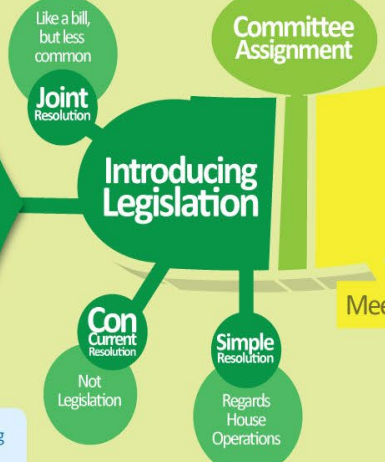 Like a bill,
but less
common
Joint
Resolution
Committee
Assignment
Introducing
Legislation
Con
Current
Resolution
Not
Legislation
Simple
Resolution
Regards
House
Operations
Mee
g